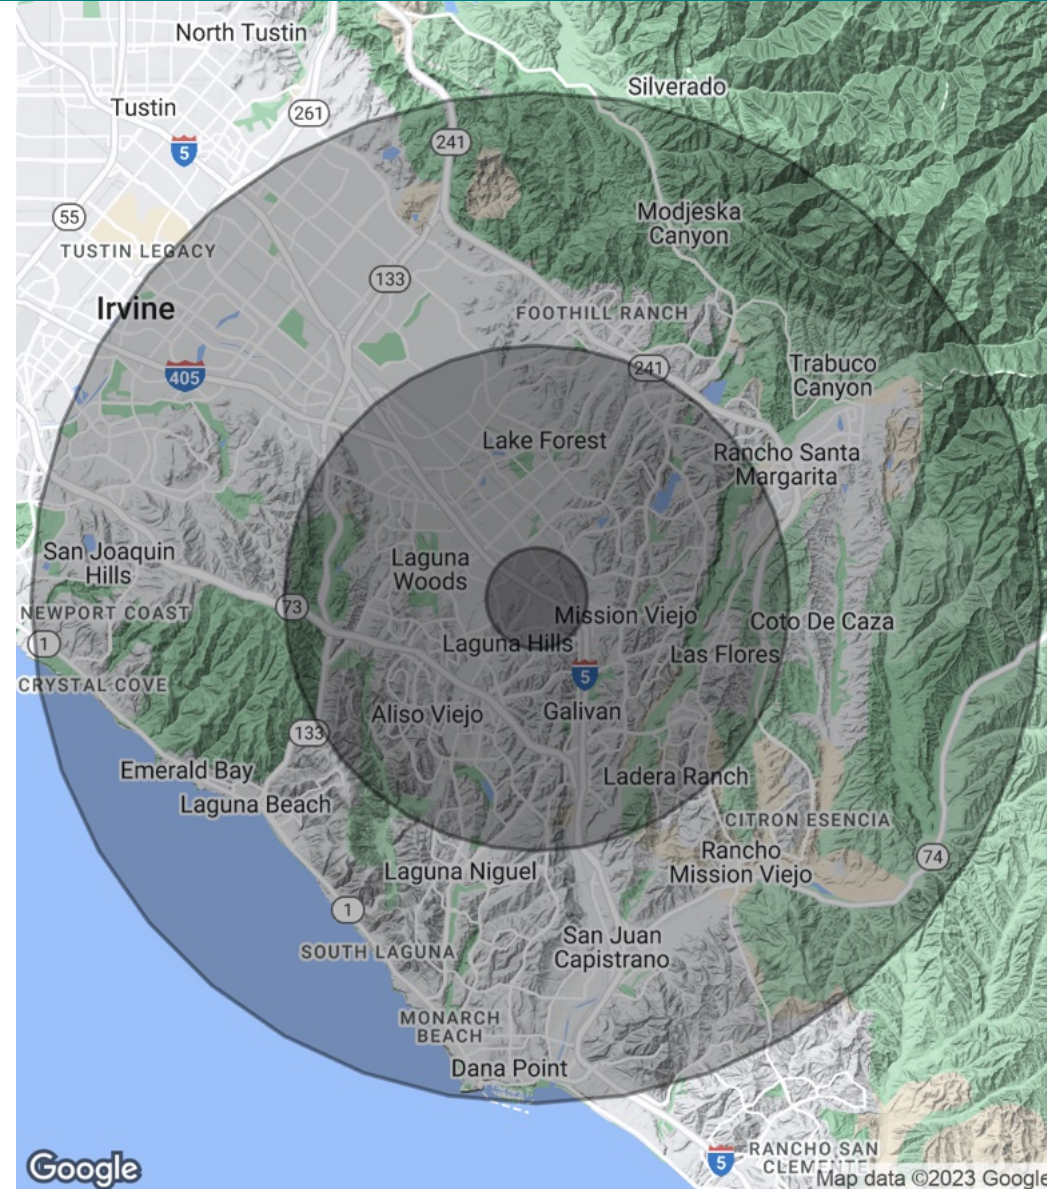 North Tustin
Silverado
Tustin
261
5
241
55
Modjeska
Canyon
TUSTIN LEGACY
133
Irvine
FOOTHILL RANCH
241
Trabuco
Canyon
405
Lake Forest
Rancho Santa
Margarita
San Joaquin
Hills
Laguna
Woods
73
NEWPORT COAST
Mission Viejo
Coto De Caza
1
Laguna Hills
Las Flores
5
CRYSTAL COVE
Aliso Viejo
Galivan
133
Emerald Bay
Ladera Ranch
Laguna Beach
CITRON ESENCIA
Rancho
Mission Viejo
74
Laguna Niguel
1
San Juan
Capistrano
SOUTH LAGUNA
MONARCH
BEACH
Dana Point
RANCHO SAN
CLEMENTE
5
Google
Map data ©2023 Google